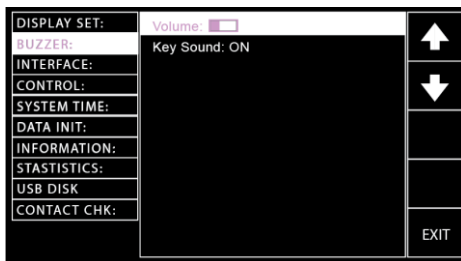 DISPLAY SET:
BUZZER:
INTERFACE:
CONTROL:
SYSTEM TIME:
DATA INIT:
INFORMATION:
STASTISTICS:
USB DISK
CONTACT CHK:
Volume:
Key Sound: ON
EXIT